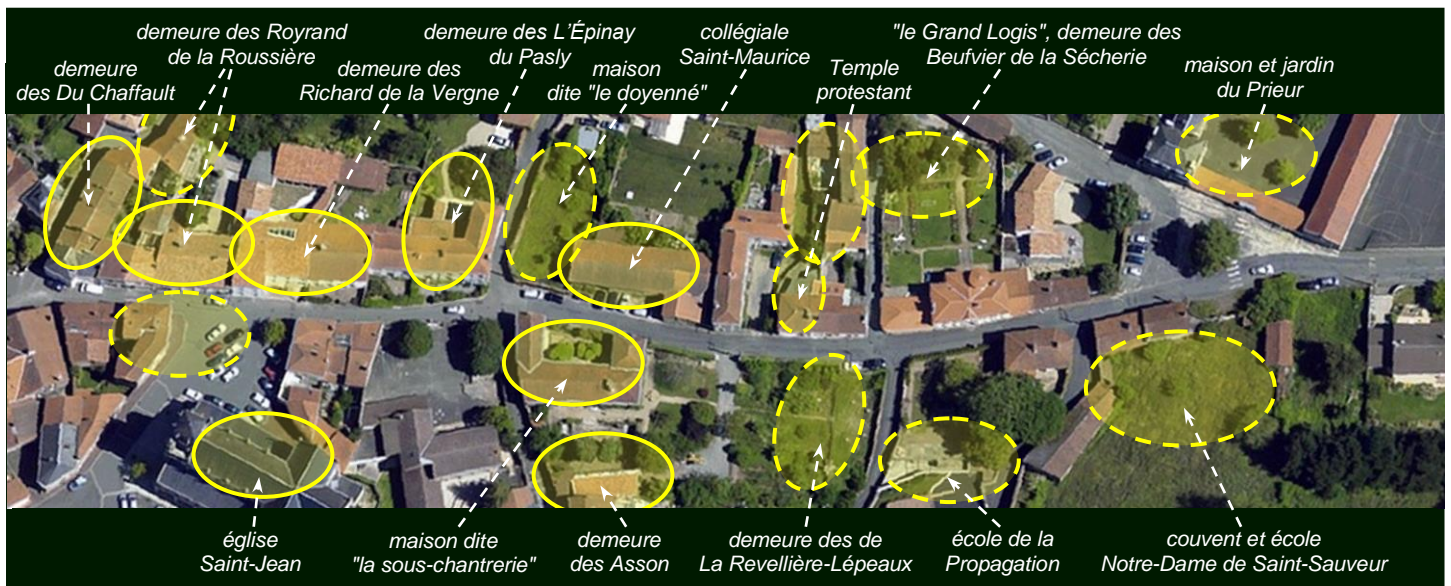 demeure des Royrand
de la Roussière
demeure
des Du Chaffault
demeure des
Richard de la Vergne
demeure des L'Épinay
du Pasly
maison
dite "le doyenné"
collégiale
Saint-Maurice
Temple
protestant
"le Grand Logis", demeure des
Beufvier de la Sécherie
maison et jardin
du Prieur
église
Saint-Jean
maison dite
"la sous-chantrerie"
demeure
des Asson
demeure des de
La Revellière-Lépeaux
école de la
Propagation
couvent et école
Notre-Dame de Saint-Sauveur